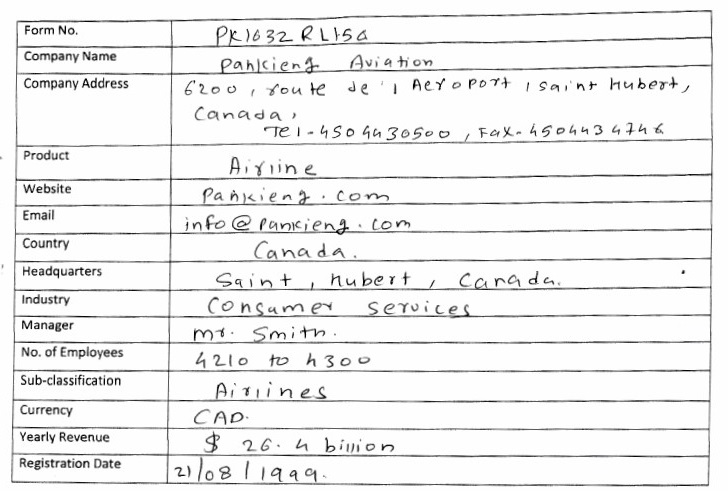 Form No. PK1632RL15G
Company Name Pankieng Aviation
Company Address 6200, route de l'Aeroport, saint Hubert,
Canada,
Tel-4504430500, Fax-4504434746
Product Airline
Website Pankieng.com
Email info@pankieng.com
Country Canada.
Headquarters Saint, hubert, Canada.
Industry Consumer services
Manager mr. Smith.
No. of Employees 4210 to 4300
Sub-classification Airlines
Currency CAD.
Yearly Revenue $ 26.4 billion
Registration Date 21/08/1999.